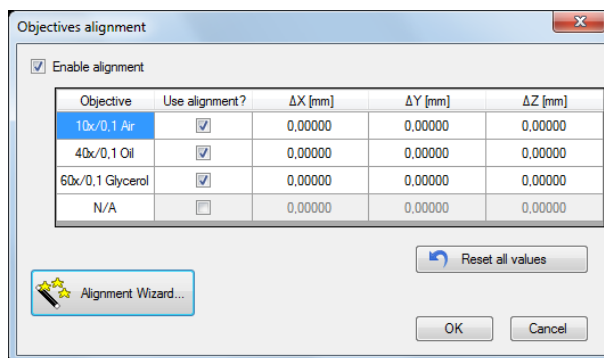 Objectives alignment
Enable alignment
Objective Use alignment? ΔX [mm] ΔY [mm] ΔZ [mm]
10x/0,1 Air 0,00000 0,00000 0,00000
40x/0,1 Oil 0,00000 0,00000 0,00000
60x/0,1 Glycerol 0,00000 0,00000 0,00000
N/A 0,00000 0,00000 0,00000
Reset all values
Alignment Wizard...
OK Cancel